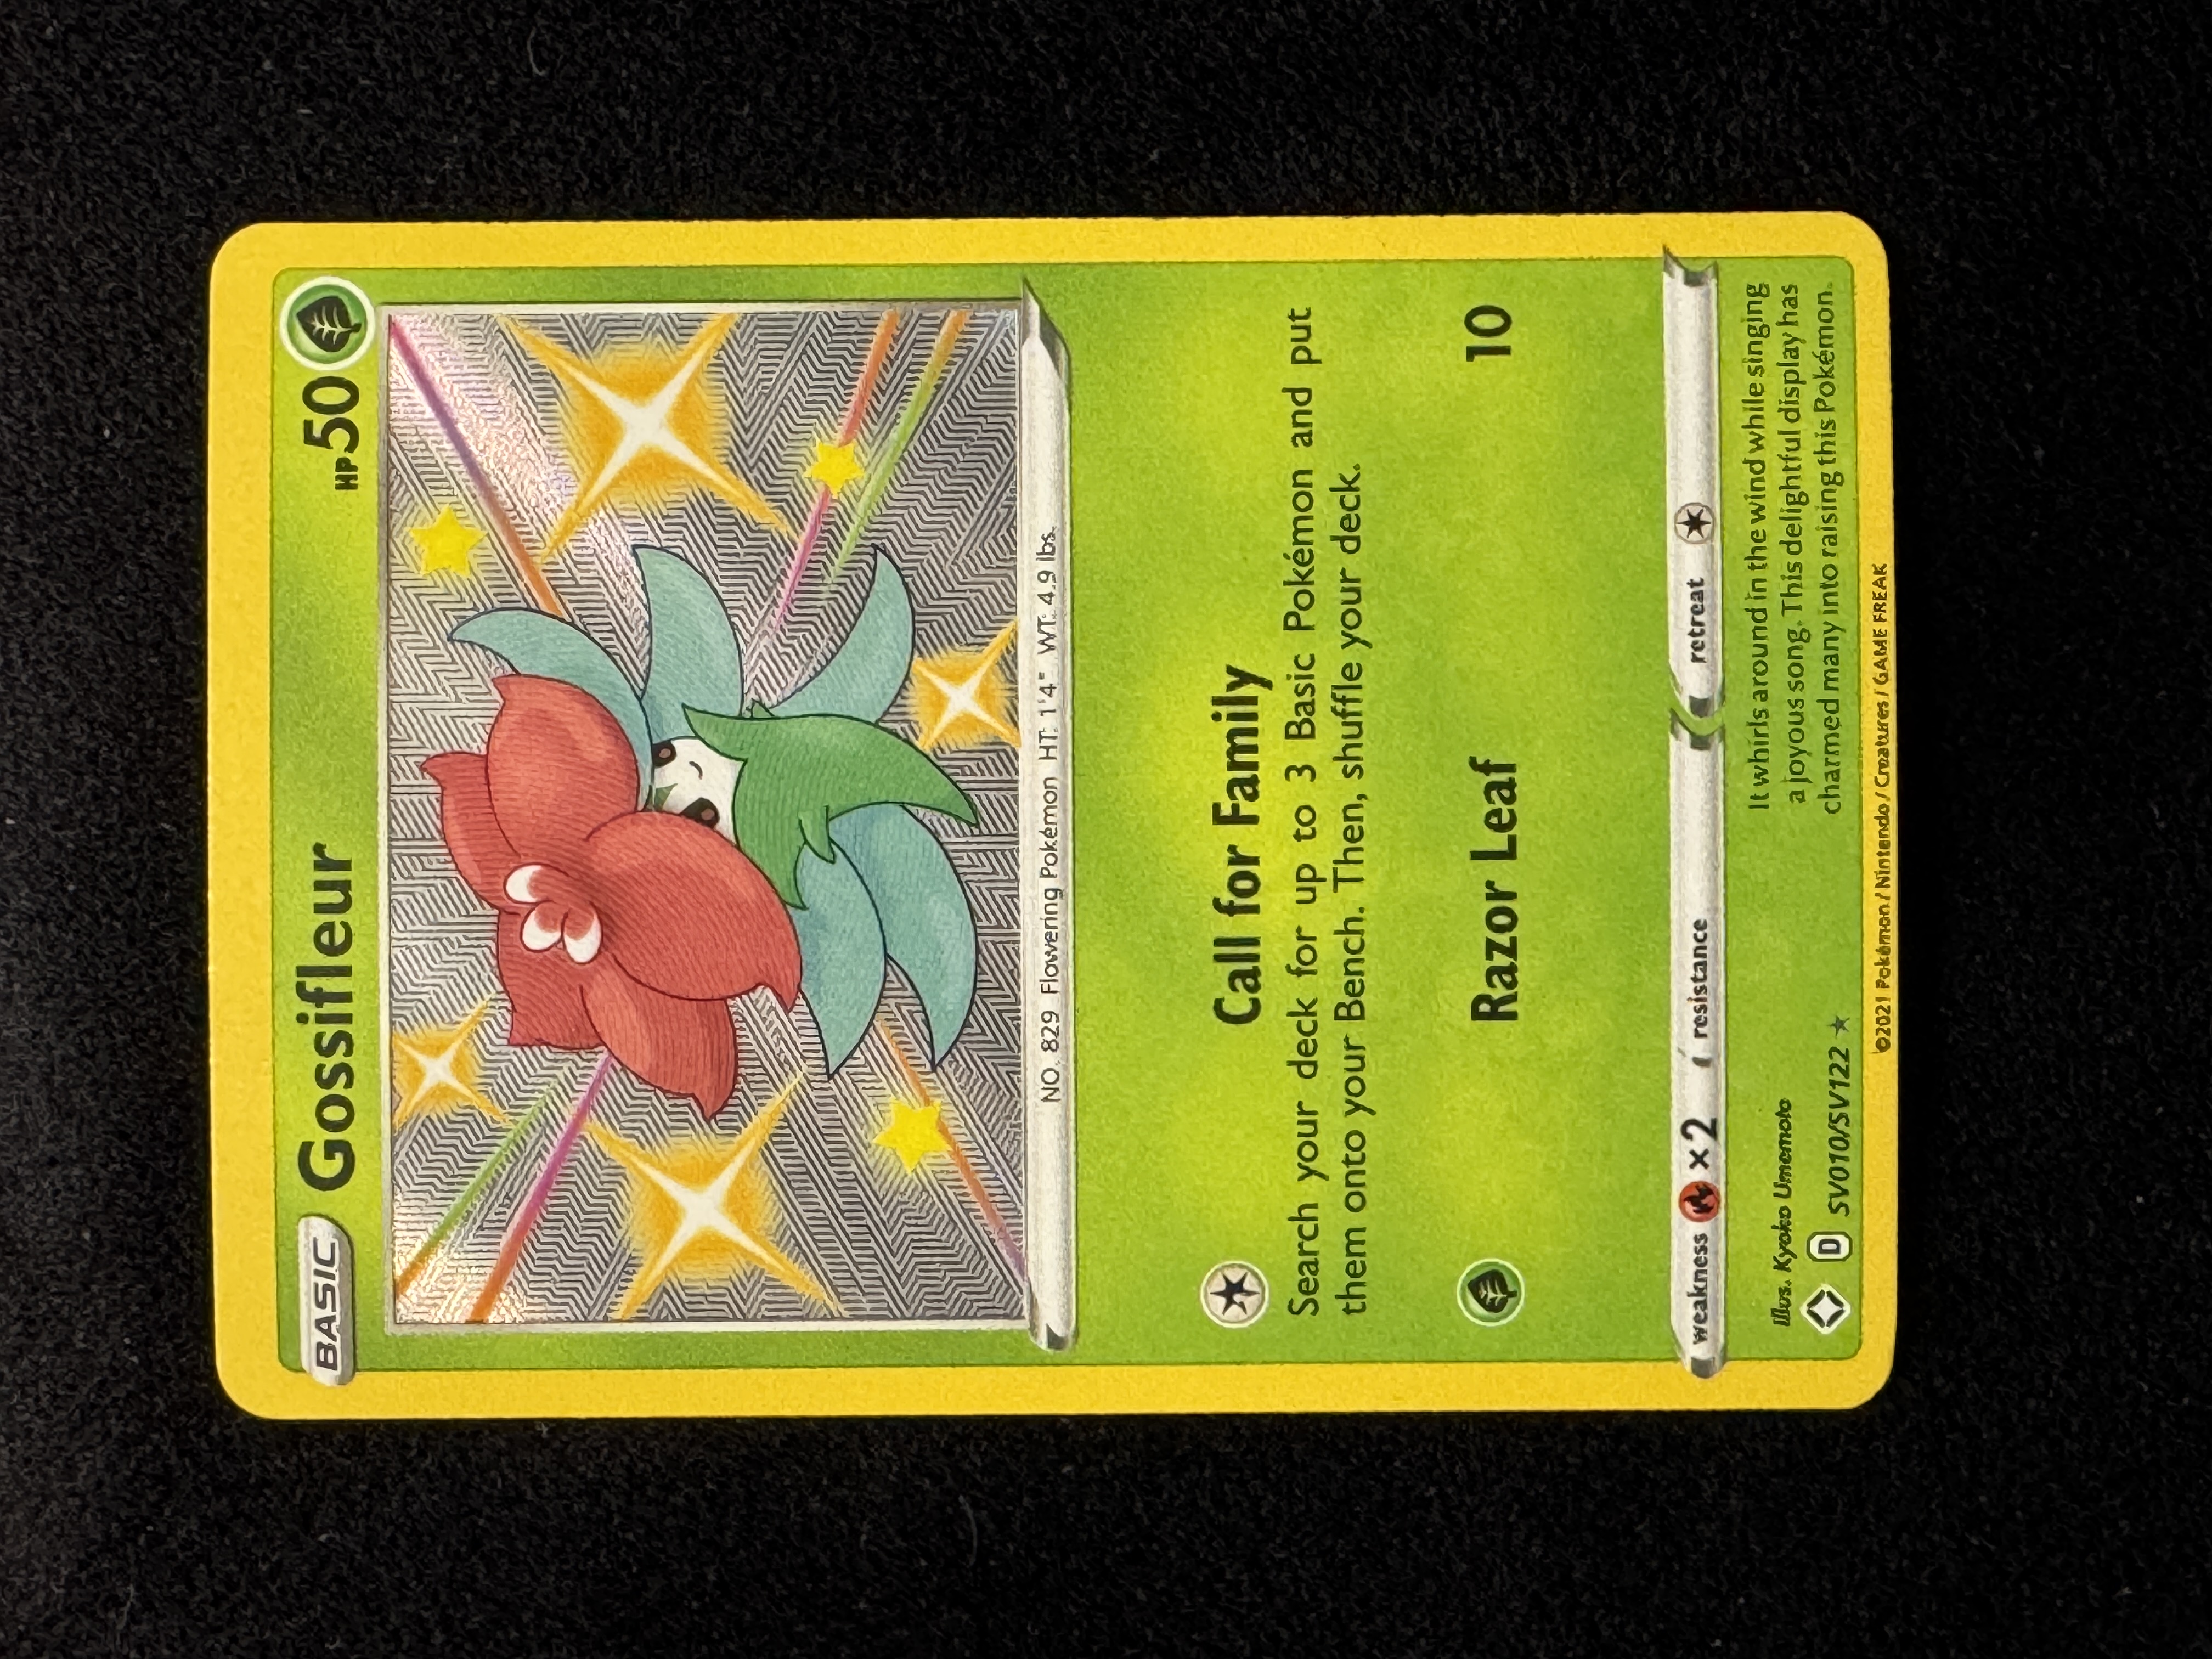 BASIC
Gossifleur
HP 50
NO. 829 Flowering Pokémon HT: 1'4" WT: 4.9 lbs.
Call for Family
Search your deck for up to 3 Basic Pokémon and put
them onto your Bench. Then, shuffle your deck.
Razor Leaf 10
weakness ×2 resistance retreat
Illus. Kyoko Umemoto
D SV010/SV122 ★
It whirls around in the wind while singing
a joyous song. This delightful display has
charmed many into raising this Pokémon.
©2021 Pokémon / Nintendo / Creatures / GAME FREAK